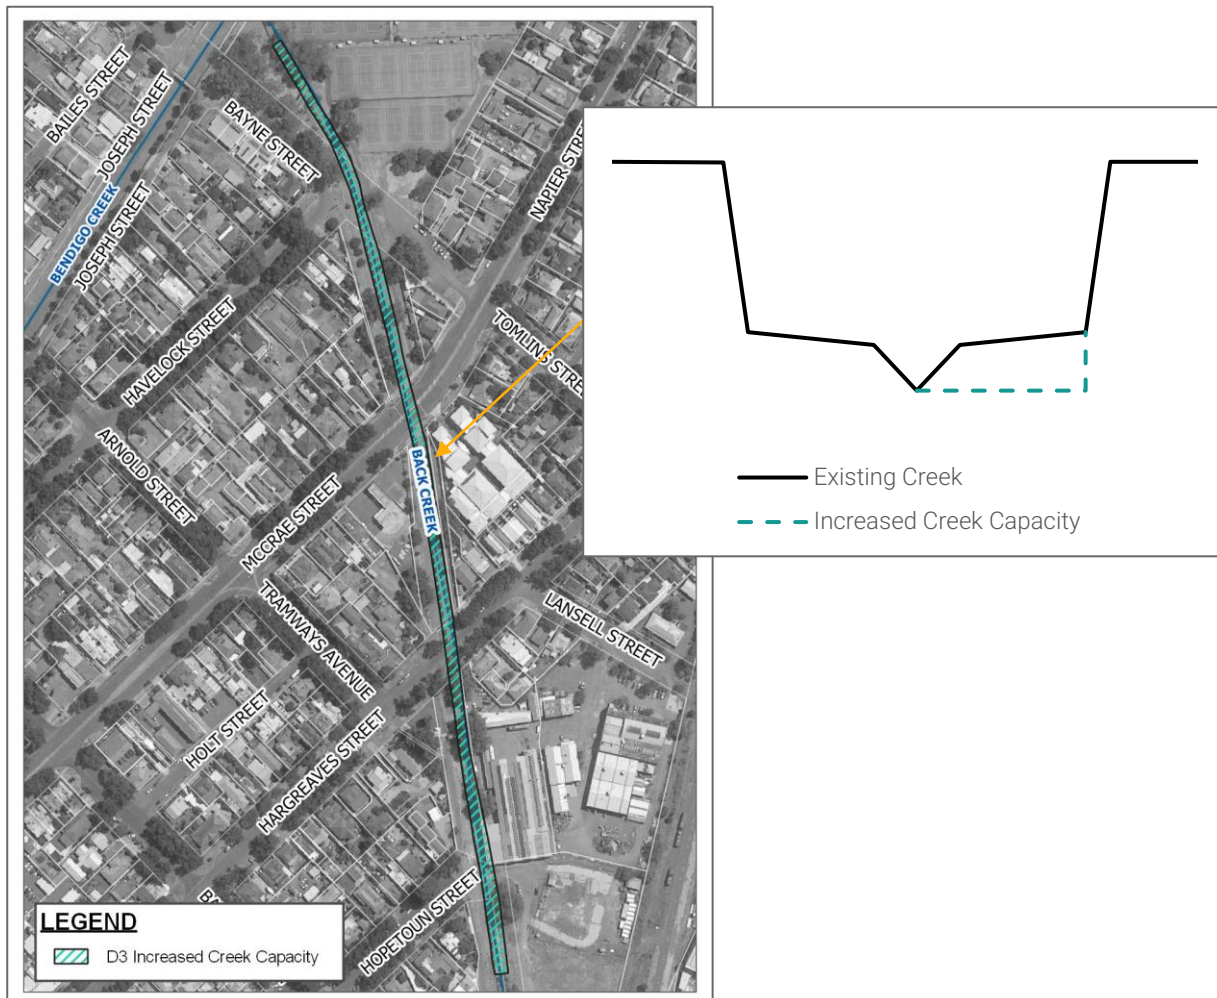 BAILES STREET
JOSEPH STREET
BAYNE STREET
BENDIGO CREEK
JOSEPH STREET
NAPIER STRE
HAVELOCK STREET
TOMLINS STREE
ARNOLD STREET
BACK CREEK
MCCRAE STREET
TRAMWAYS AVENUE
LANSELL STREET
HOLT STREET
HARGREAVES STREET
HOPETOUN STREET
BA
LEGEND
D3 Increased Creek Capacity
Existing Creek
Increased Creek Capacity